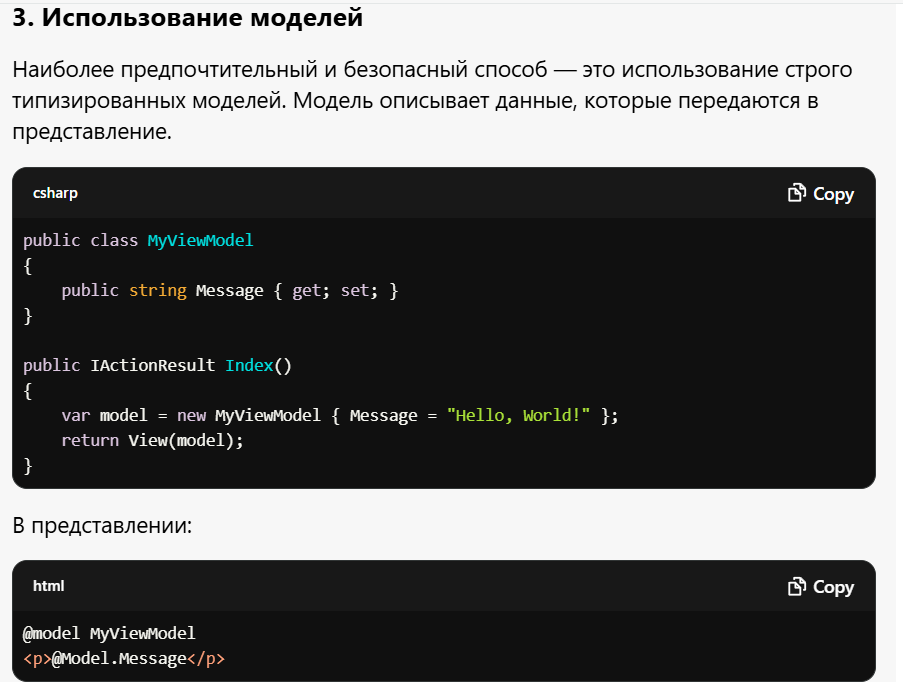 3. Использование моделей
Наиболее предпочтительный и безопасный способ — это использование строго
типизированных моделей. Модель описывает данные, которые передаются в
представление.
csharp
Copy
public class MyViewModel
{
    public string Message { get; set; }
}

public IActionResult Index()
{
    var model = new MyViewModel { Message = "Hello, World!" };
    return View(model);
}
В представлении:
html
Copy
@model MyViewModel
<p>@Model.Message</p>